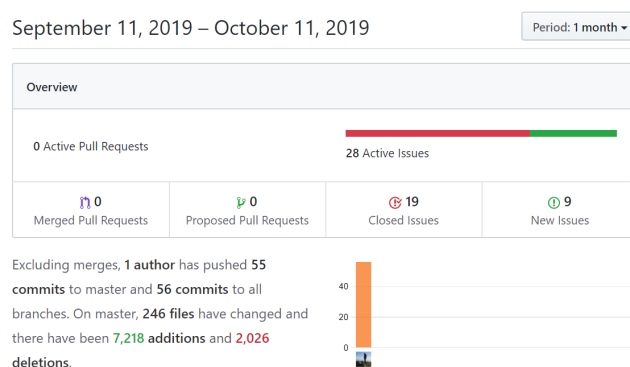 September 11, 2019 – October 11, 2019
Period: 1 month
Overview
0 Active Pull Requests
28 Active Issues
0
Merged Pull Requests
0
Proposed Pull Requests
19
Closed Issues
9
New Issues
Excluding merges, 1 author has pushed 55
commits to master and 56 commits to all
branches. On master, 246 files have changed and
there have been 7,218 additions and 2,026
deletions.
40
20
0